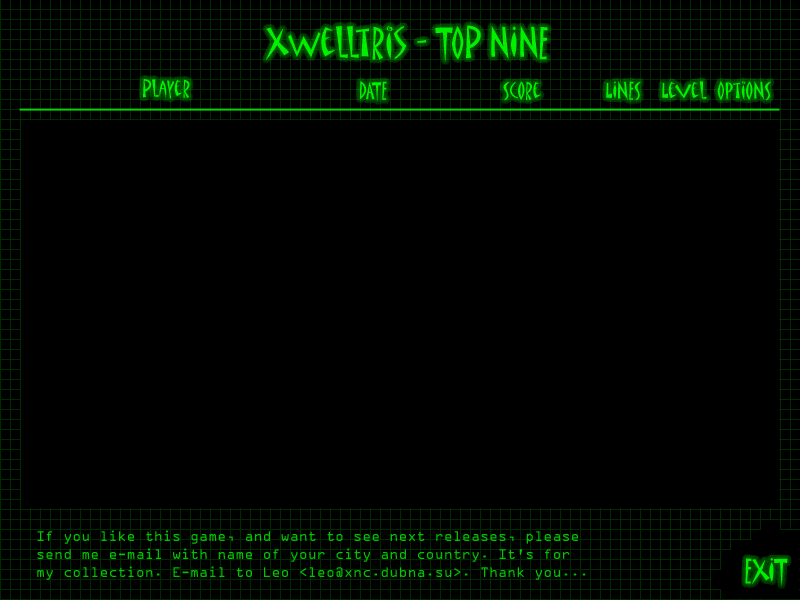 XWELLTRIS - TOP NINE
PLAYER DATE SCORE LINES LEVEL OPTIONS
If you like this game, and want to see next releases, please
send me e-mail with name of your city and country. It's for
my collection. E-mail to Leo <leo@xnc.dubna.su>. Thank you...
EXIT